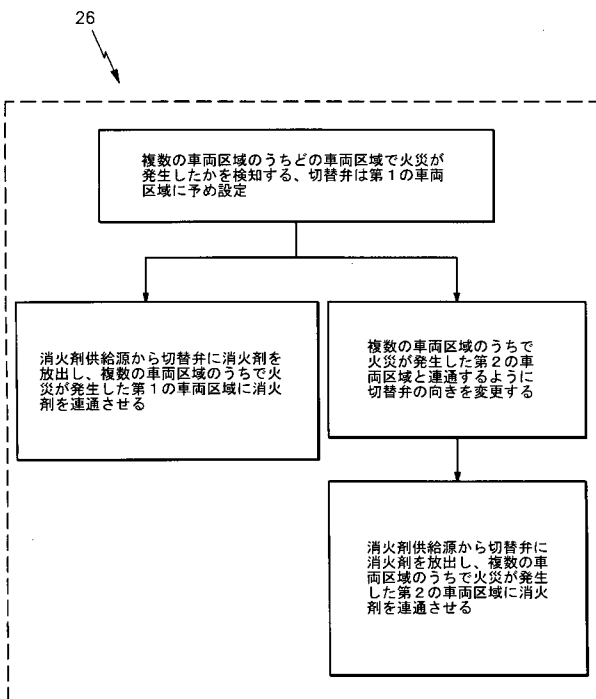 26
複数の車両区域のうちどの車両区域で火災が
発生したかを検知する、切替弁は第1の車両
区域に予め設定
消火剤供給源から切替弁に消火剤を
放出し、複数の車両区域のうちで火
災が発生した第1の車両区域に消火
剤を連通させる
複数の車両区域のうちで
火災が発生した第2の車
両区域と連通するように
切替弁の向きを変更する
消火剤供給源から切替弁に
消火剤を放出し、複数の車
両区域のうちで火災が発生
した第2の車両区域に消火
剤を連通させる